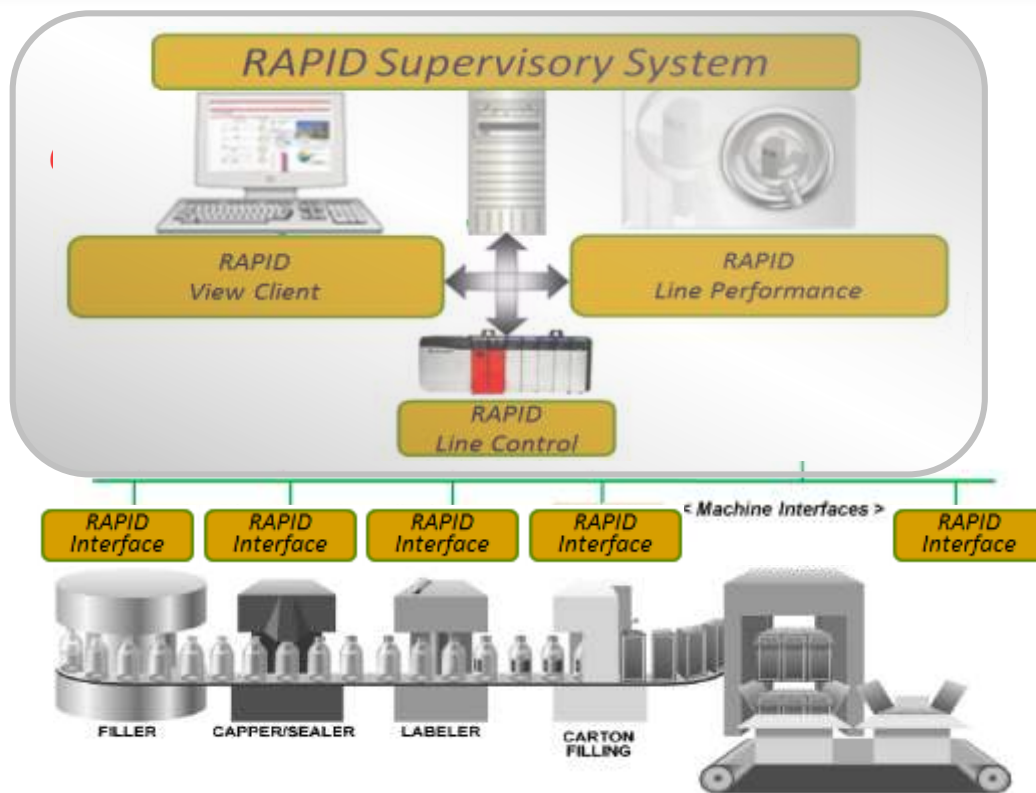 RAPID Supervisory System
RAPID
View Client
RAPID
Line Performance
RAPID
Line Control
< Machine Interfaces >
RAPID
Interface
RAPID
Interface
RAPID
Interface
RAPID
Interface
RAPID
Interface
FILLER
CAPPER/SEALER
LABELER
CARTON
FILLING